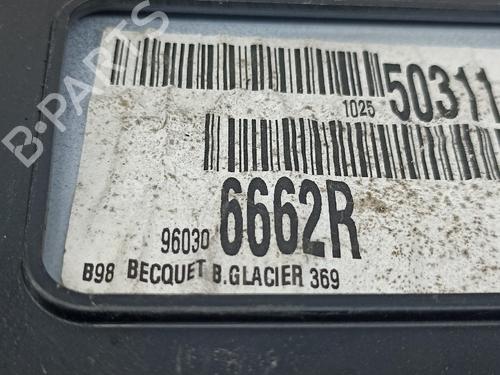 B-PARTS
1025 50311
96030 6662R
B98 BECQUET B.GLACIER 369